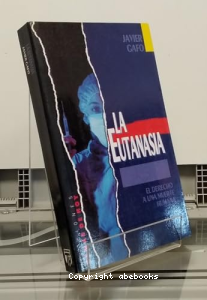 JAVIER
GAFO
LA
EUTANASIA
EL DERECHO
A UNA MUERTE
HUMANA
Copyright abebooks